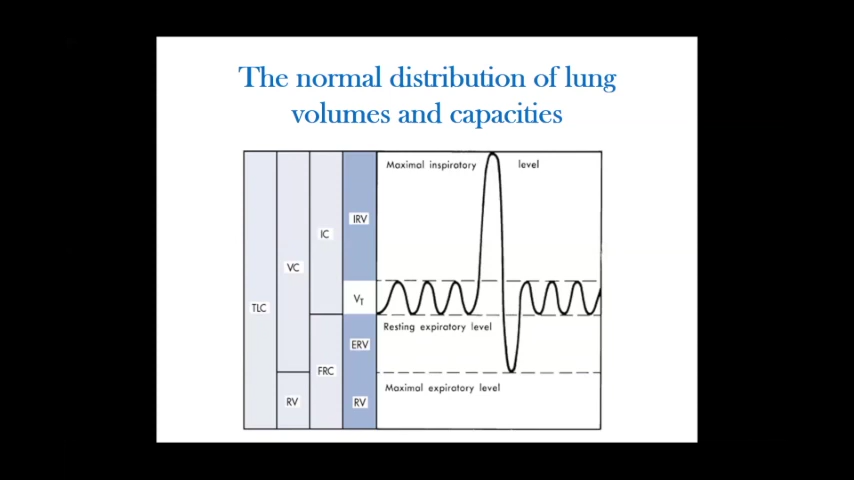 The normal distribution of lung
volumes and capacities
Maximal inspiratory level
IRV
IC
VC
V_T
TLC
Resting expiratory level
ERV
FRC
Maximal expiratory level
RV
RV